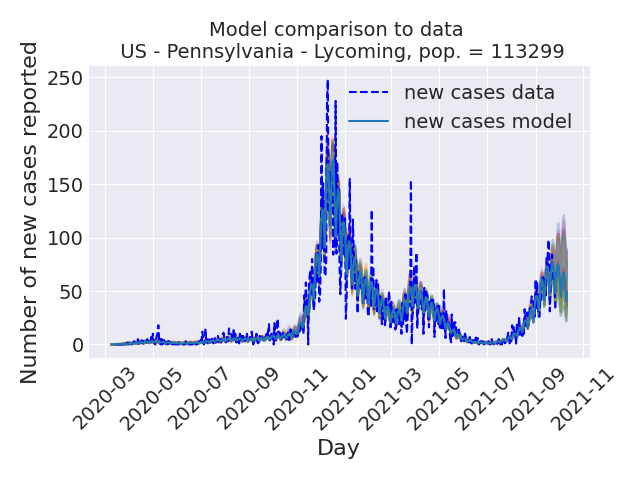 Model comparison to data
US - Pennsylvania - Lycoming, pop. = 113299
new cases data
new cases model
Number of new cases reported
250
200
150
100
50
0
2020-03
2020-05
2020-07
2020-09
2020-11
2021-01
2021-03
2021-05
2021-07
2021-09
2021-11
Day